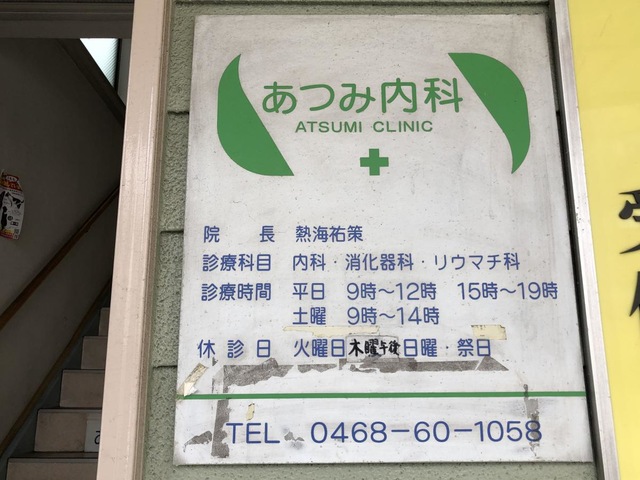 あつみ内科
ATSUMI CLINIC
院 長 熱海祐策
診療科目 内科・消化器科・リウマチ科
診療時間 平日 9時〜12時 15時〜19時
土曜 9時〜14時
休診日 火曜日木曜午後日曜・祭日
TEL 0468-60-1058